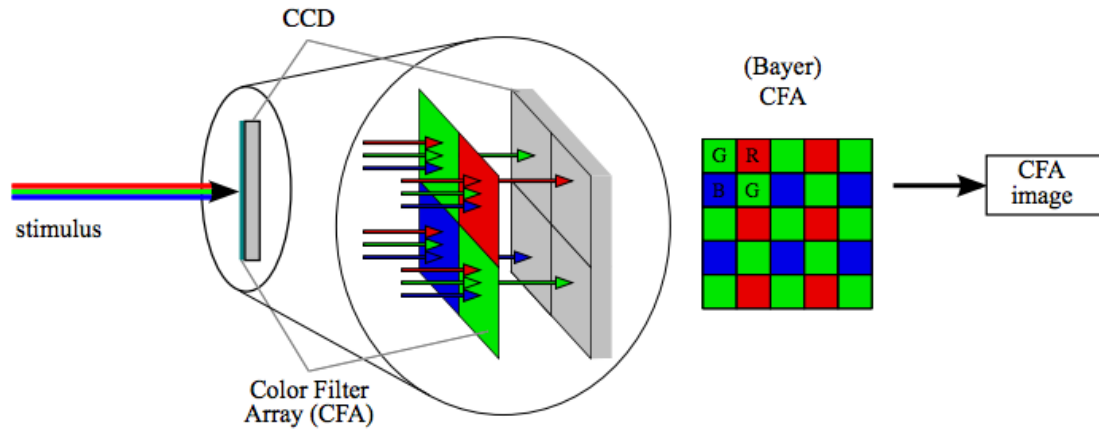 CCD
stimulus
Color Filter
Array (CFA)
(Bayer)
CFA
G R
B G
CFA
image